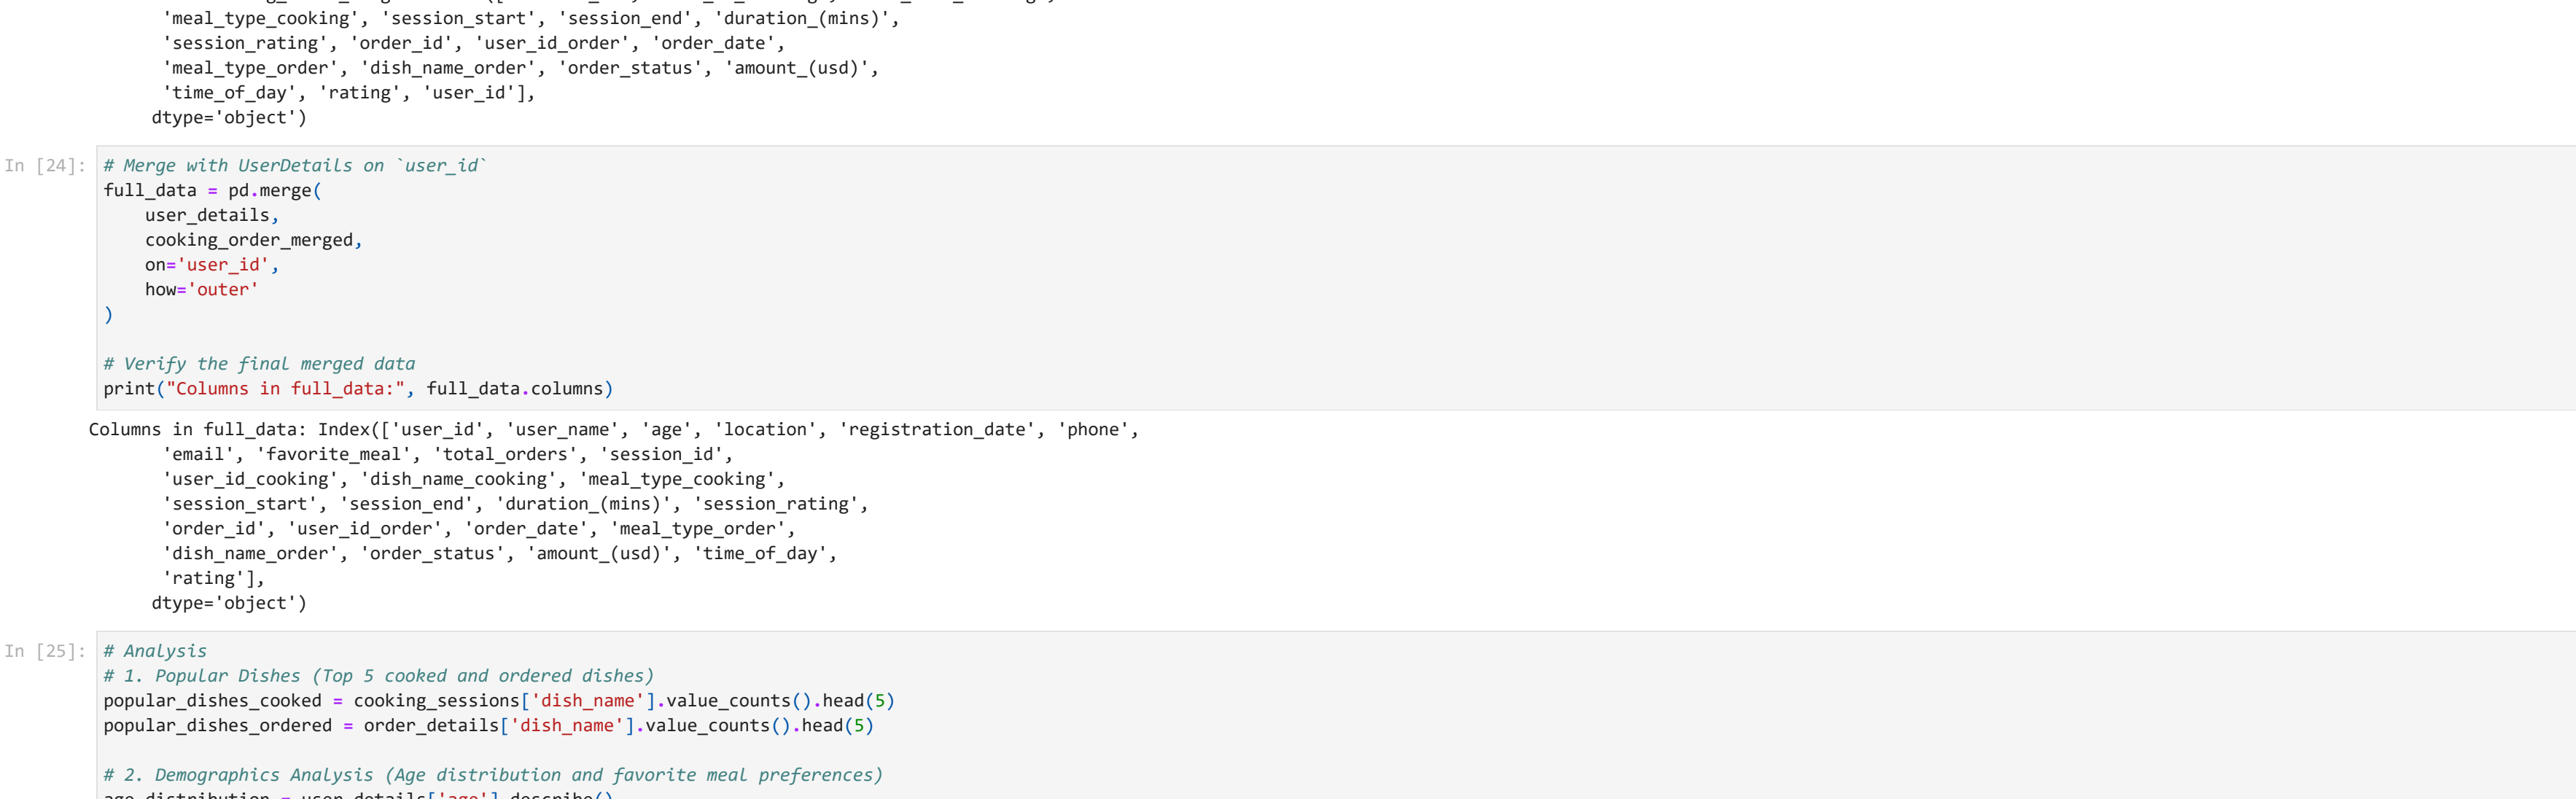 'meal_type_cooking', 'session_start', 'session_end', 'duration_(mins)',
'session_rating', 'order_id', 'user_id_order', 'order_date',
'meal_type_order', 'dish_name_order', 'order_status', 'amount_(usd)',
'time_of_day', 'rating', 'user_id'],
dtype='object')
In [24]: # Merge with UserDetails on `user_id`
full_data = pd.merge(
    user_details,
    cooking_order_merged,
    on='user_id',
    how='outer'
)
# Verify the final merged data
print("Columns in full_data:", full_data.columns)
Columns in full_data: Index(['user_id', 'user_name', 'age', 'location', 'registration_date', 'phone',
'email', 'favorite_meal', 'total_orders', 'session_id',
'user_id_cooking', 'dish_name_cooking', 'meal_type_cooking',
'session_start', 'session_end', 'duration_(mins)', 'session_rating',
'order_id', 'user_id_order', 'order_date', 'meal_type_order',
'dish_name_order', 'order_status', 'amount_(usd)', 'time_of_day',
'rating'],
dtype='object')
In [25]: # Analysis
# 1. Popular Dishes (Top 5 cooked and ordered dishes)
popular_dishes_cooked = cooking_sessions['dish_name'].value_counts().head(5)
popular_dishes_ordered = order_details['dish_name'].value_counts().head(5)
# 2. Demographics Analysis (Age distribution and favorite meal preferences)
age_distribution = user_details['age'].describe()